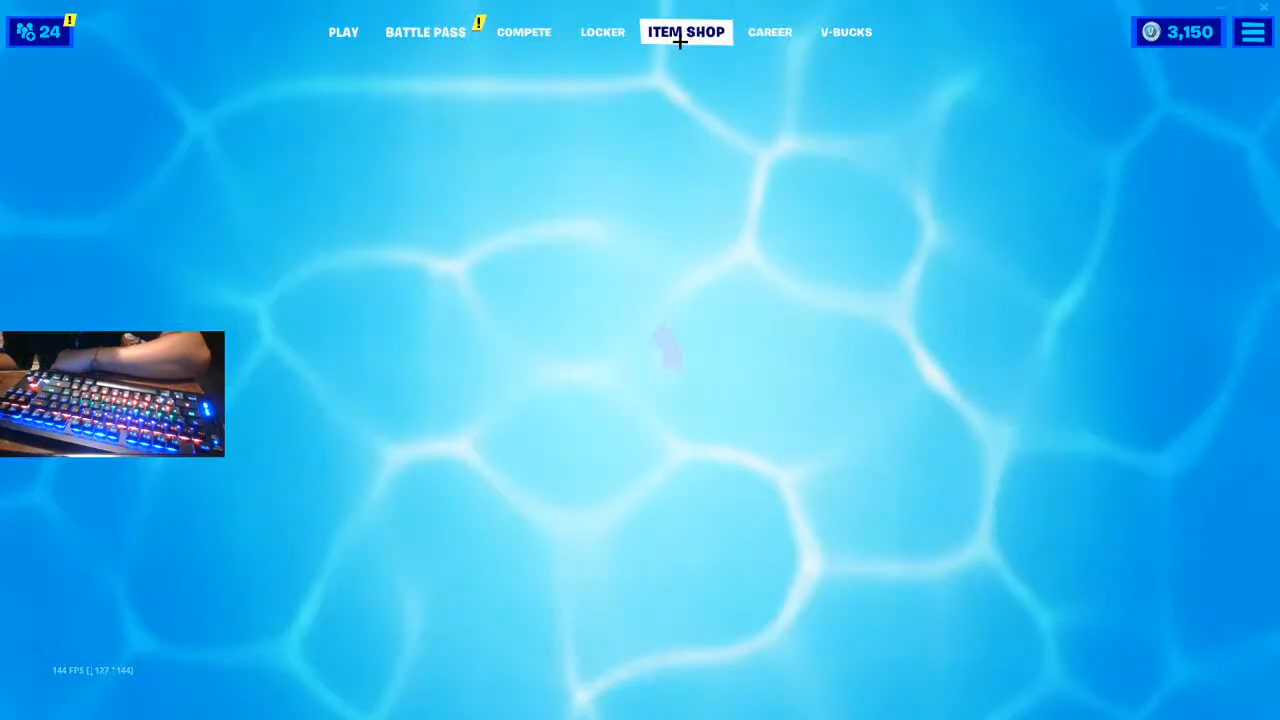 24
!
PLAY
BATTLE PASS
!
COMPETE
LOCKER
ITEM SHOP
CAREER
V-BUCKS
3,150
144 FPS [